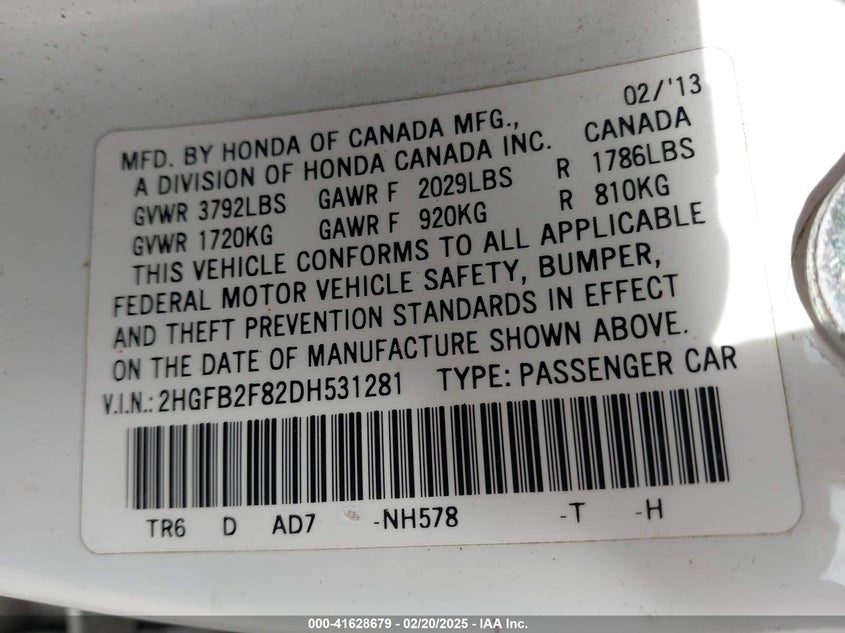 02/'13
MFD. BY HONDA OF CANADA MFG., CANADA
A DIVISION OF HONDA CANADA INC.
GVWR 3792LBS GAWR F 2029LBS R 1786LBS
GVWR 1720KG GAWR F 920KG R 810KG
THIS VEHICLE CONFORMS TO ALL APPLICABLE
FEDERAL MOTOR VEHICLE SAFETY, BUMPER,
AND THEFT PREVENTION STANDARDS IN EFFECT
ON THE DATE OF MANUFACTURE SHOWN ABOVE.
V.I.N.: 2HGFB2F82DH531281 TYPE: PASSENGER CAR
TR6 D AD7 -NH578 -T -H
000-41628679 — 02/20/2025 — IAA Inc.